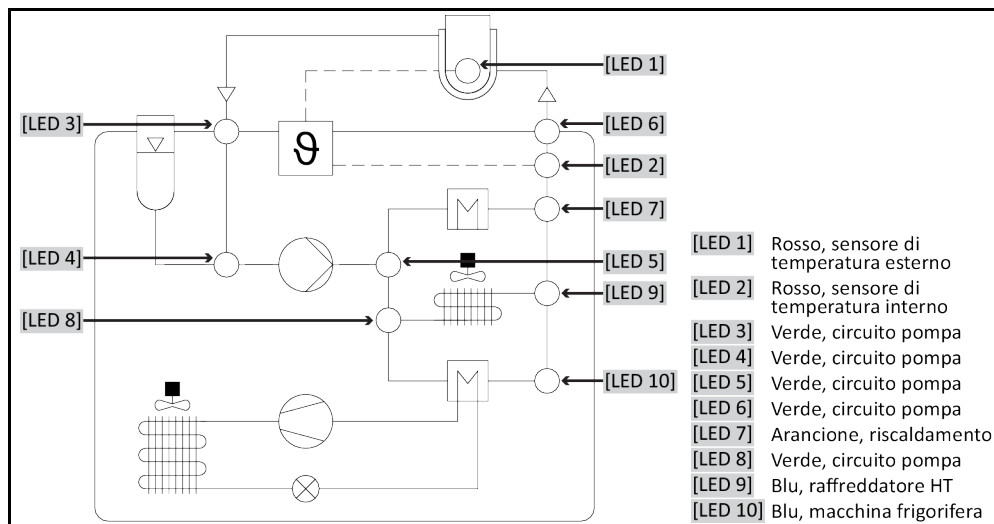 [LED 1]
[LED 3]
[LED 6]
ϑ
[LED 2]
[LED 7]
[LED 4]
[LED 5]
[LED 9]
[LED 8]
[LED 10]
[LED 1] Rosso, sensore di
temperatura esterno
[LED 2] Rosso, sensore di
temperatura interno
[LED 3] Verde, circuito pompa
[LED 4] Verde, circuito pompa
[LED 5] Verde, circuito pompa
[LED 6] Verde, circuito pompa
[LED 7] Arancione, riscaldamento
[LED 8] Verde, circuito pompa
[LED 9] Blu, raffreddatore HT
[LED 10] Blu, macchina frigorifera